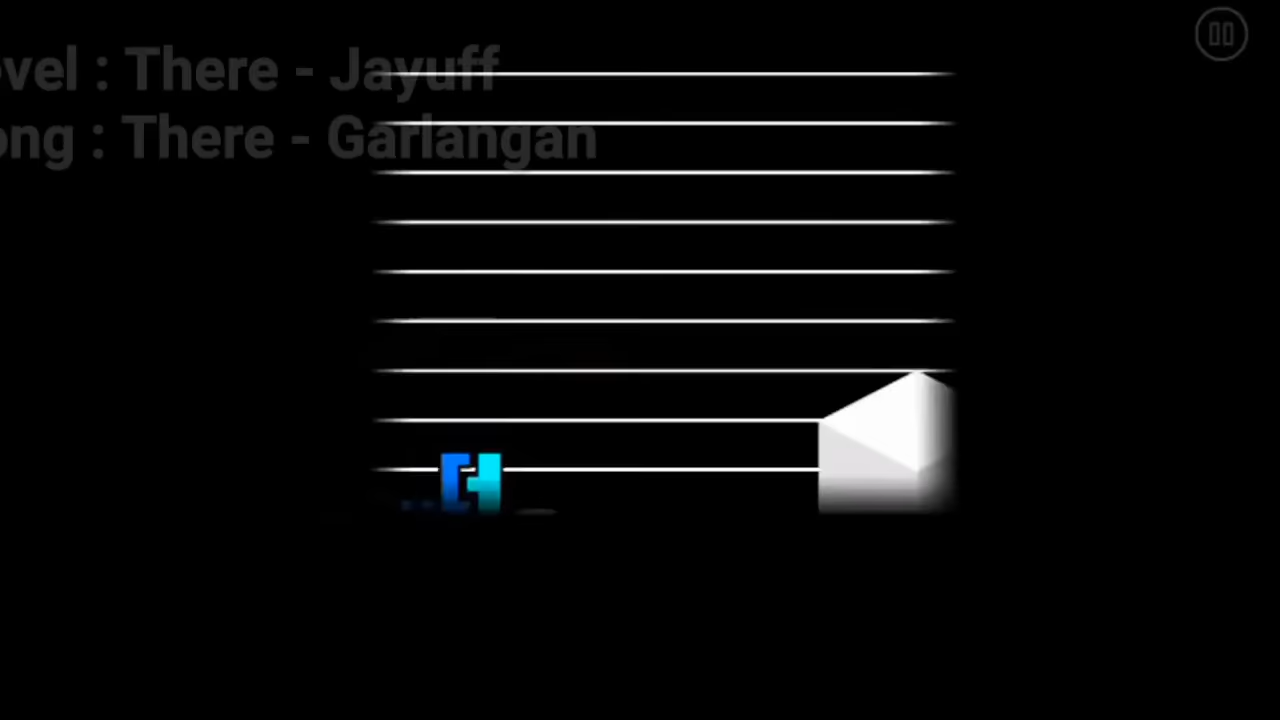 vel : There - Jayuff
ong : There - Garlangan